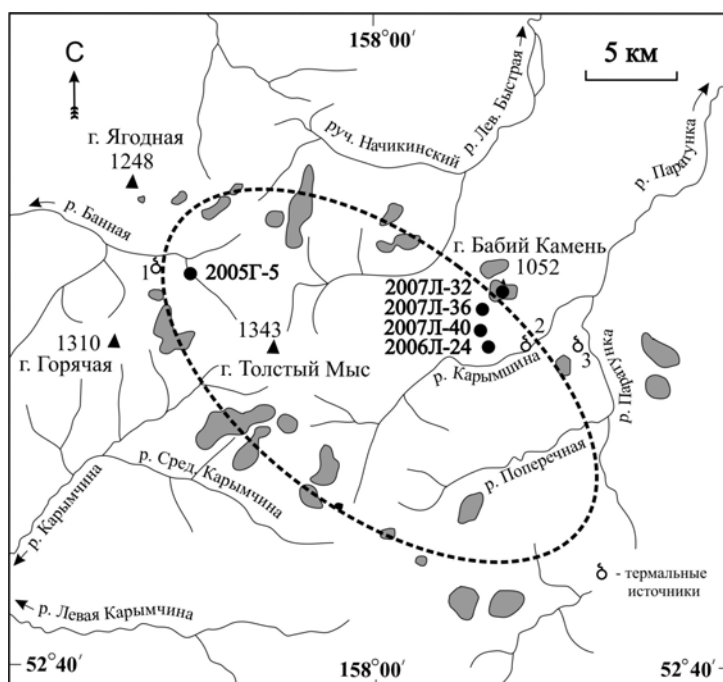 158°00′
5 км
С
г. Ягодная
1248
руч. Начикинский
р. Лев. Быстрая
р. Паратунка
р. Банная
г. Бабий Камень
1052
1
2005Г-5
2007Л-32
2007Л-36
2007Л-40
2006Л-24
2
3
1310
г. Горячая
1343
г. Толстый Мыс
р. Карымшина
р. Паратунка
р. Сред. Карымчина
р. Поперечная
р. Карымчина
- термальные
источники
р. Левая Карымчина
52°40′
158°00′
52°40′